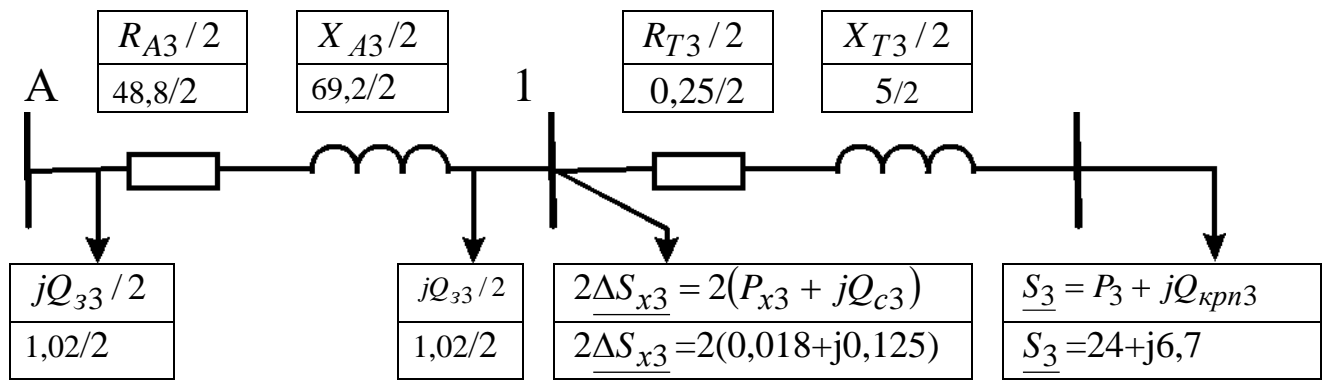 R_A3 / 2
X_A3/2
R_T3 / 2
X_T3 / 2
A
48,8/2
69,2/2
1
0,25/2
5/2
jQ_з3 / 2
jQ_з3 / 2
2ΔS_x3 = 2(P_x3 + jQ_c3)
S_3 = P_3 + jQ_крп3
1,02/2
1,02/2
2ΔS_x3 =2(0,018+j0,125)
S_3 =24+j6,7